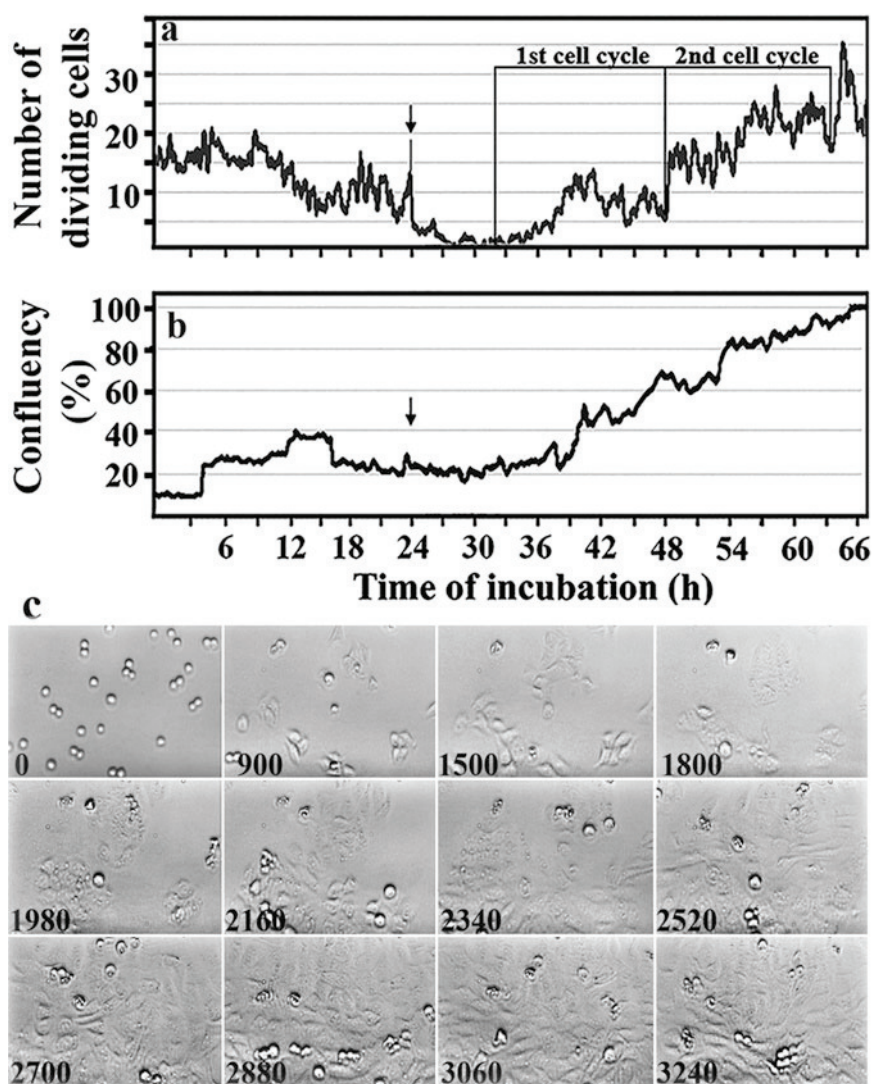 a
Number of
dividing cells
30
20
10
1st cell cycle
2nd cell cycle
b
Confluency
(%)
100
80
60
40
20
6 12 18 24 30 36 42 48 54 60 66
Time of incubation (h)
c
0 900 1500 1800
1980 2160 2340 2520
2700 2880 3060 3240